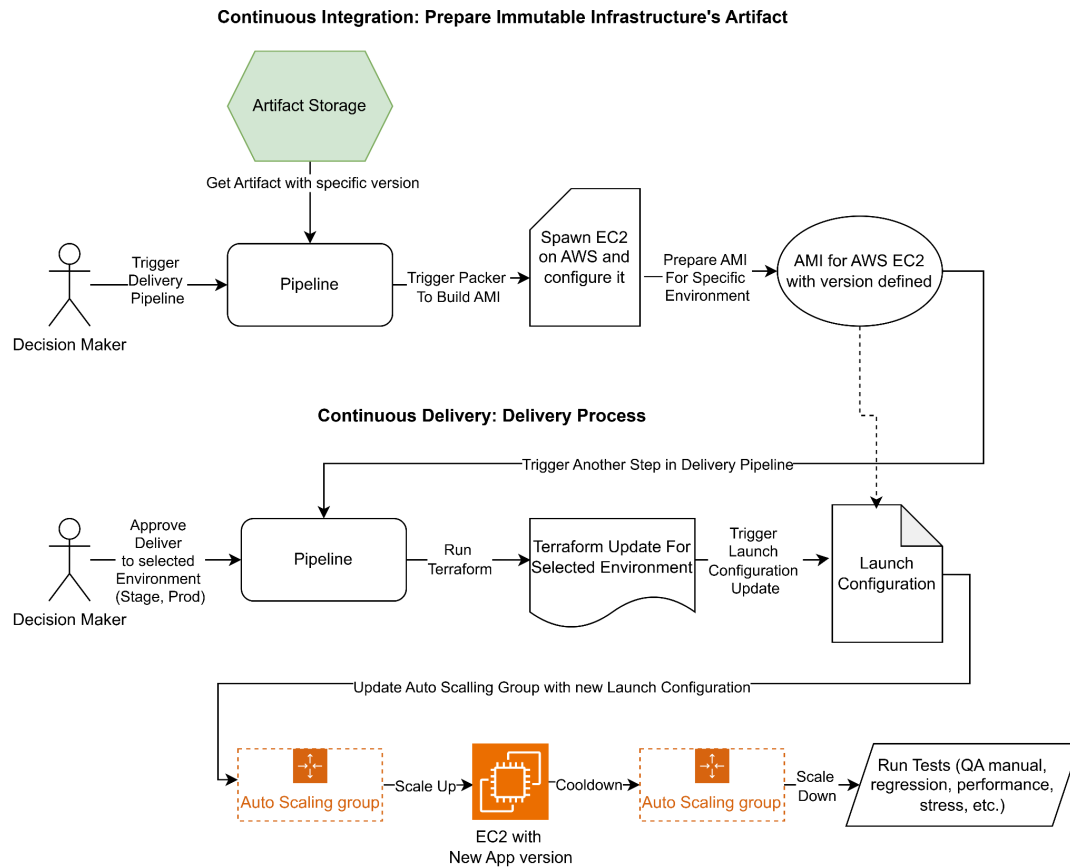 Continuous Integration: Prepare Immutable Infrastructure's Artifact
Artifact Storage
Get Artifact with specific version
Decision Maker
Trigger
Delivery
Pipeline
Pipeline
Trigger Packer
To Build AMI
Spawn EC2
on AWS and
configure it
Prepare AMI
For Specific
Environment
AMI for AWS EC2
with version defined
Continuous Delivery: Delivery Process
Trigger Another Step in Delivery Pipeline
Decision Maker
Approve
Deliver
to selected
Environment
(Stage, Prod)
Pipeline
Run
Terraform
Terraform Update For
Selected Environment
Trigger
Launch
Configuration
Update
Launch
Configuration
Update Auto Scalling Group with new Launch Configuration
Auto Scaling group
Scale Up
EC2 with
New App version
Cooldown
Auto Scaling group
Scale
Down
Run Tests (QA manual,
regression, performance,
stress, etc.)